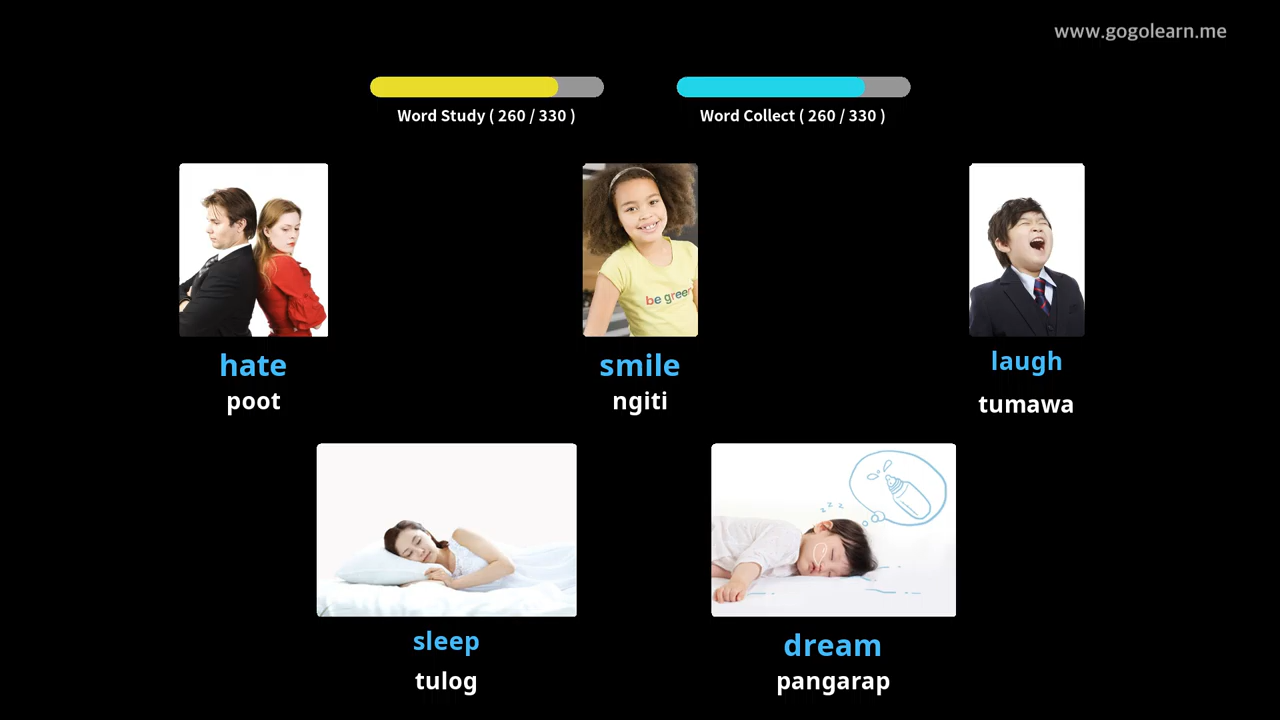 www.gogolearn.me
Word Study ( 260 / 330 )
Word Collect ( 260 / 330 )
be green
hate
poot
smile
ngiti
laugh
tumawa
z z z
sleep
tulog
dream
pangarap